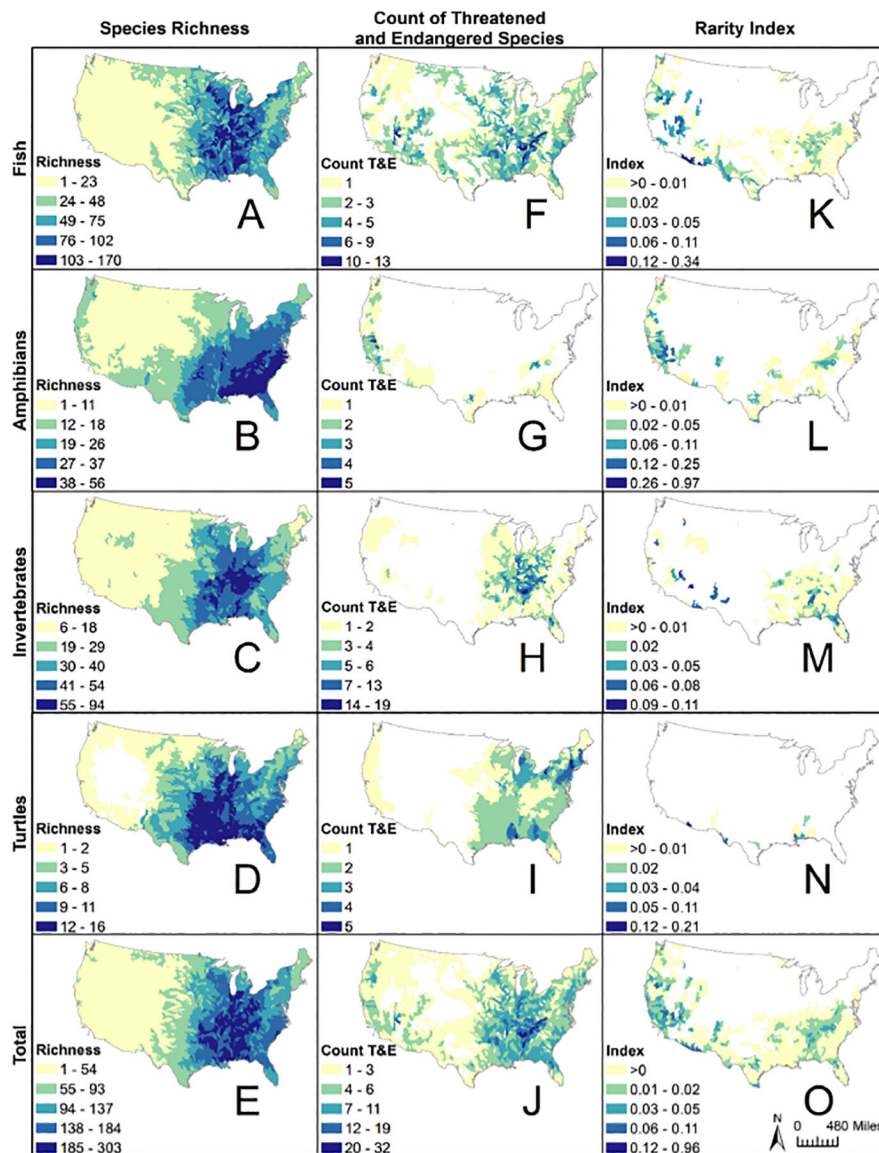 Species Richness
Count of Threatened
and Endangered Species
Rarity Index
Fish
Richness
1 - 23
24 - 48
49 - 75
76 - 102
103 - 170
A
Count T&E
1
2 - 3
4 - 5
6 - 9
10 - 13
F
Index
>0 - 0.01
0.02
0.03 - 0.05
0.06 - 0.11
0.12 - 0.34
K
Amphibians
Richness
1 - 11
12 - 18
19 - 26
27 - 37
38 - 56
B
Count T&E
1
2
3
4
5
G
Index
>0 - 0.01
0.02 - 0.05
0.06 - 0.11
0.12 - 0.25
0.26 - 0.97
L
Invertebrates
Richness
6 - 18
19 - 29
30 - 40
41 - 54
55 - 94
C
Count T&E
1 - 2
3 - 4
5 - 6
7 - 13
14 - 19
H
Index
>0 - 0.01
0.02
0.03 - 0.05
0.06 - 0.08
0.09 - 0.11
M
Turtles
Richness
1 - 2
3 - 5
6 - 8
9 - 11
12 - 16
D
Count T&E
1
2
3
4
5
I
Index
>0 - 0.01
0.02
0.03 - 0.04
0.05 - 0.11
0.12 - 0.21
N
Total
Richness
1 - 54
55 - 93
94 - 137
138 - 184
185 - 303
E
Count T&E
1 - 3
4 - 6
7 - 11
12 - 19
20 - 32
J
Index
>0
0.01 - 0.02
0.03 - 0.05
0.06 - 0.11
0.12 - 0.96
O
N
0 480 Miles